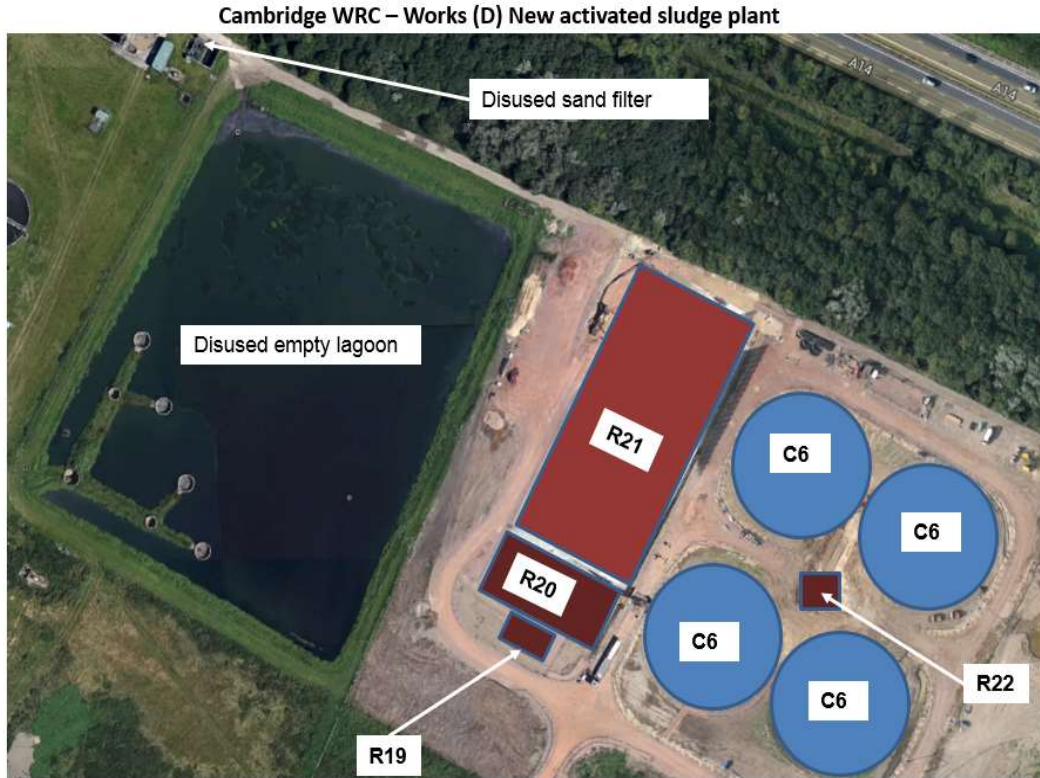 Cambridge WRC – Works (D) New activated sludge plant
A14
A14
Disused sand filter
Disused empty lagoon
R21
C6
C6
R20
C6
C6
R22
R19